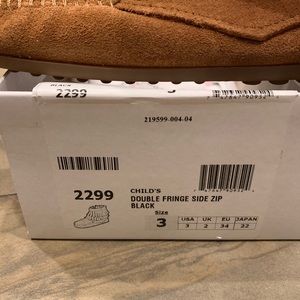 BLACK
2299
219599-004-04
2299
CHILD'S
DOUBLE FRINGE SIDE ZIP
BLACK
Size
3
USA UK EU JAPAN
3 2 34 22